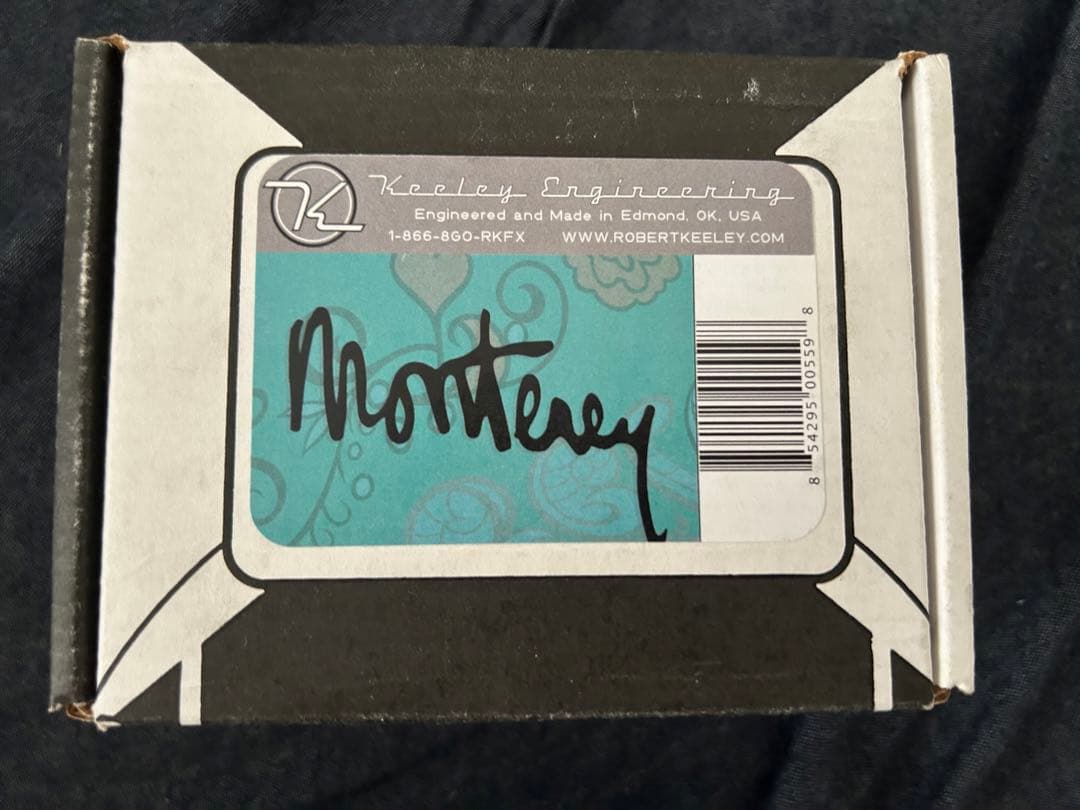 K
Keeley Engineering
Engineered and Made in Edmond, OK, USA
1-866-8GO-RKFX WWW.ROBERTKEELEY.COM
Monterey
8 54295 00559 8